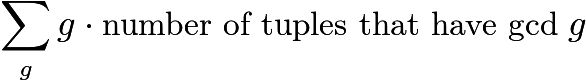 ∑_g g · number of tuples that have gcd g